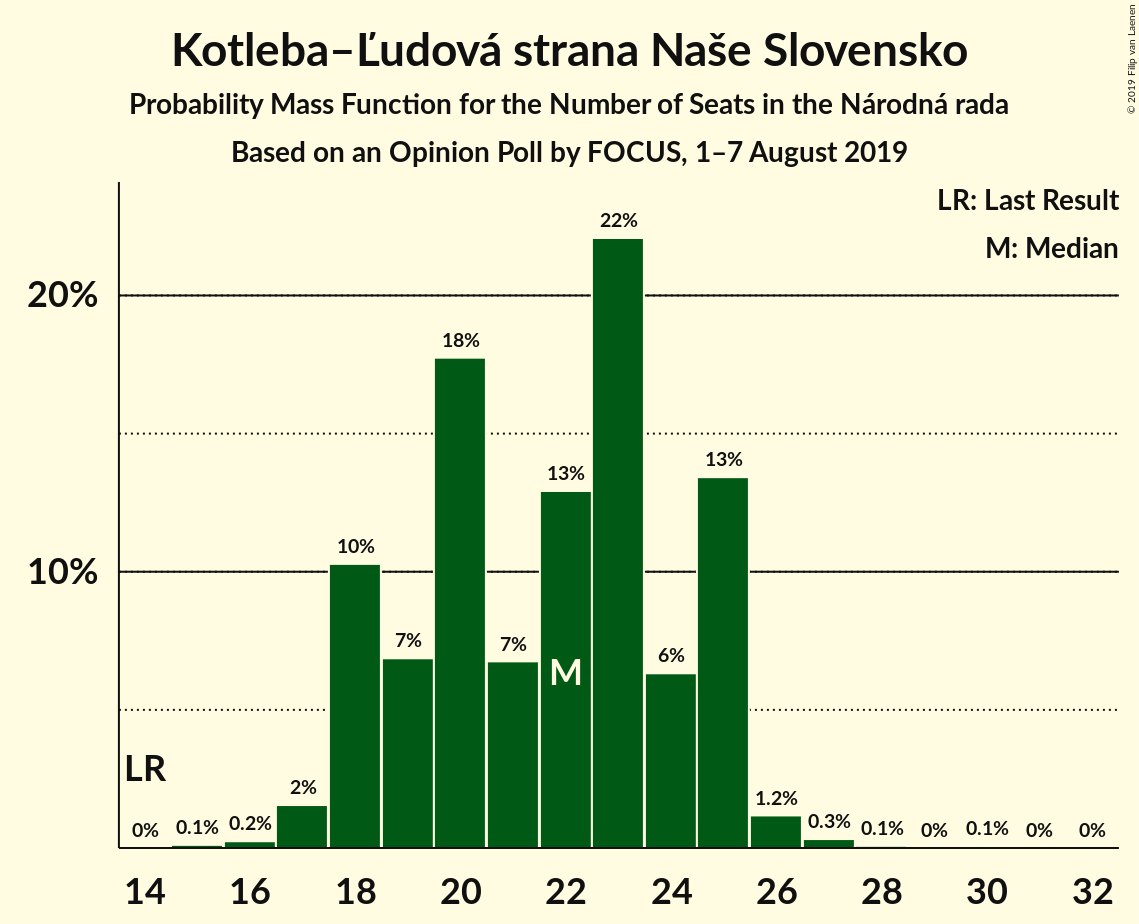 Kotleba–Ľudová strana Naše Slovensko
Probability Mass Function for the Number of Seats in the Národná rada
Based on an Opinion Poll by FOCUS, 1–7 August 2019
© 2019 Filip van Laenen
LR: Last Result
M: Median
20%
10%
LR
0%
0.1%
0.2%
2%
10%
7%
18%
7%
13%
M
22%
6%
13%
1.2%
0.3%
0.1%
0%
0.1%
0%
0%
14 16 18 20 22 24 26 28 30 32